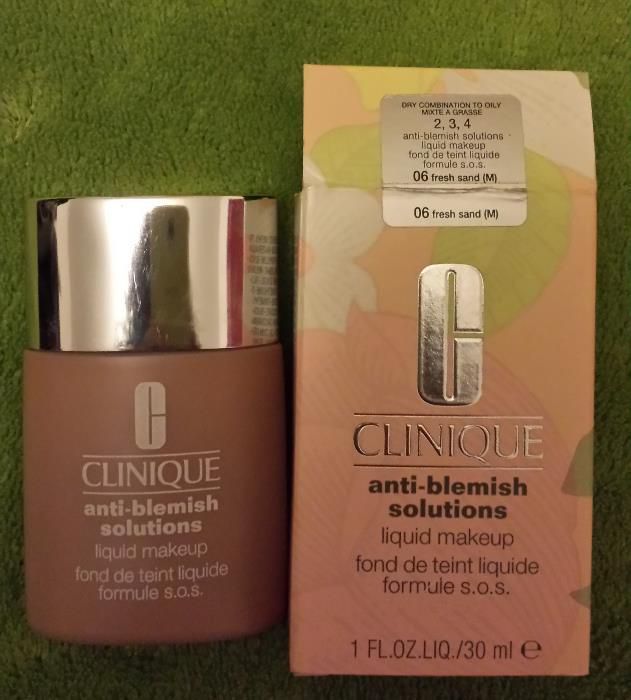 CLINIQUE
anti-blemish
solutions
liquid makeup
fond de teint liquide
formule s.o.s.
DRY COMBINATION TO OILY
MIXTE À GRASSE
2, 3, 4
anti-blemish solutions
liquid makeup
fond de teint liquide
formule s.o.s.
06 fresh sand (M)
06 fresh sand (M)
C
CLINIQUE
anti-blemish
solutions
liquid makeup
fond de teint liquide
formule s.o.s.
1 FL.OZ.LIQ./30 ml e